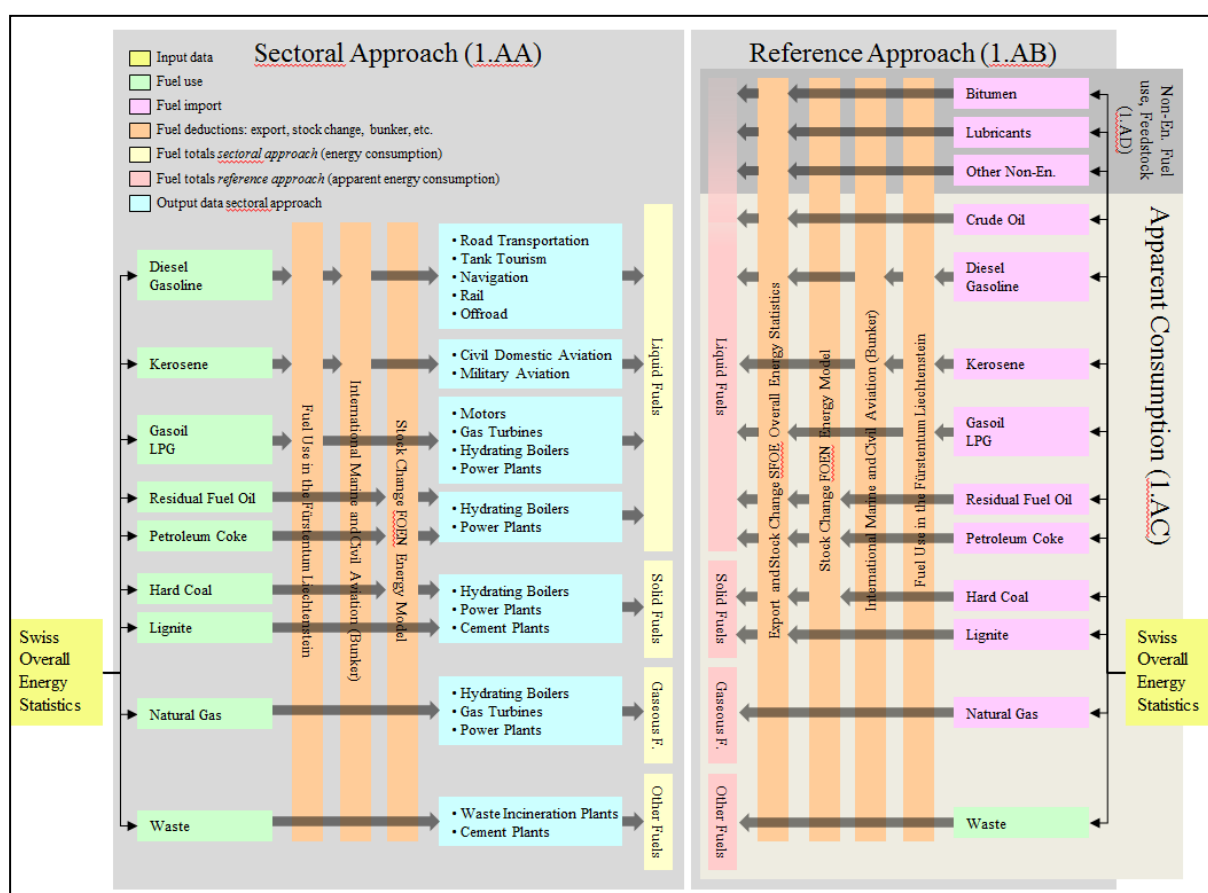 Sectoral Approach (1.AA)
Input data
Fuel use
Fuel import
Fuel deductions: export, stock change, bunker, etc.
Fuel totals sectoral approach (energy consumption)
Fuel totals reference approach (apparent energy consumption)
Output data sectoral approach
Swiss
Overall
Energy
Statistics
Diesel
Gasoline
Kerosene
Gasoil
LPG
Residual Fuel Oil
Petroleum Coke
Hard Coal
Lignite
Natural Gas
Waste
Fuel Use in the Fürstentum Liechtenstein
International Marine and Civil Aviation (Bunker)
Stock Change FOEN Energy Model
• Road Transportation
• Tank Tourism
• Navigation
• Rail
• Offroad
• Civil Domestic Aviation
• Military Aviation
• Motors
• Gas Turbines
• Hydrating Boilers
• Power Plants
• Hydrating Boilers
• Power Plants
• Hydrating Boilers
• Power Plants
• Cement Plants
• Hydrating Boilers
• Gas Turbines
• Power Plants
• Waste Incineration Plants
• Cement Plants
Liquid Fuels
Solid Fuels
Gaseous F.
Other Fuels
Reference Approach (1.AB)
Liquid Fuels
Solid Fuels
Gaseous F.
Other Fuels
Export and Stock Change SFOE Overall Energy Statistics
Stock Change FOEN Energy Model
International Marine and Civil Aviation (Bunker)
Fuel Use in the Fürstentum Liechtenstein
Bitumen
Lubricants
Other Non-En.
Crude Oil
Diesel
Gasoline
Kerosene
Gasoil
LPG
Residual Fuel Oil
Petroleum Coke
Hard Coal
Lignite
Natural Gas
Waste
Non-En. Fuel
use, Feedstock
(1.AD)
Apparent Consumption (1.AC)
Swiss
Overall
Energy
Statistics